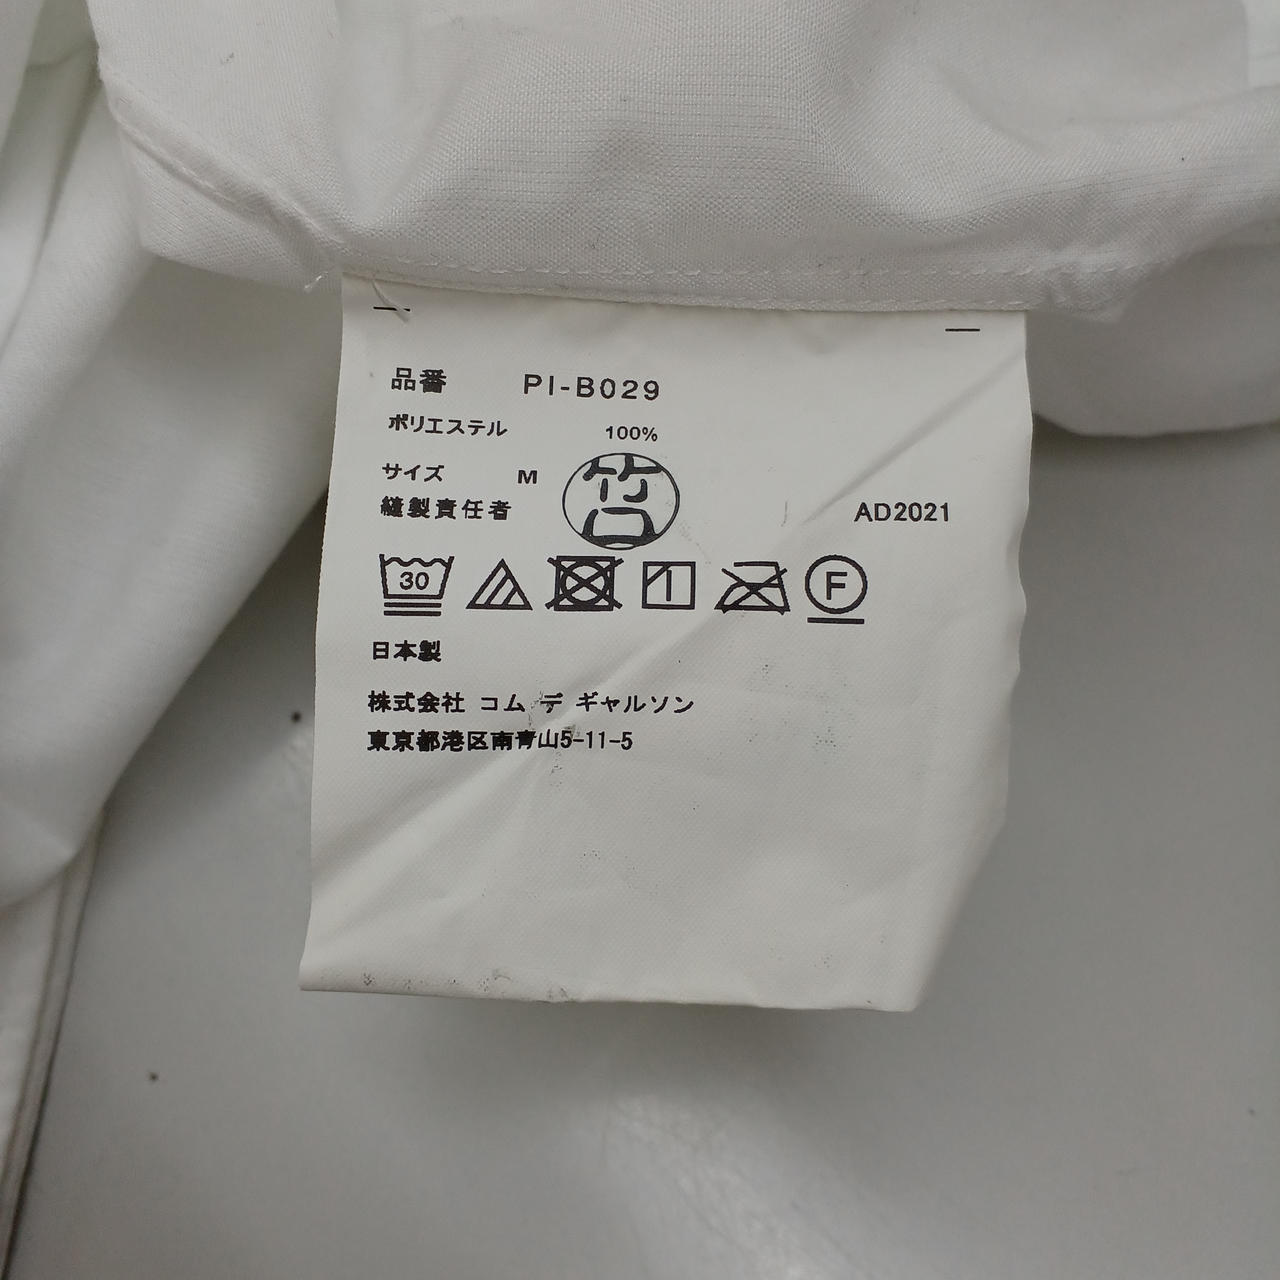 品番 PI-B029
ポリエステル 100%
サイズ M
縫製責任者 竹口 AD2021
30
F
日本製
株式会社 コム デ ギャルソン
東京都港区南青山5-11-5